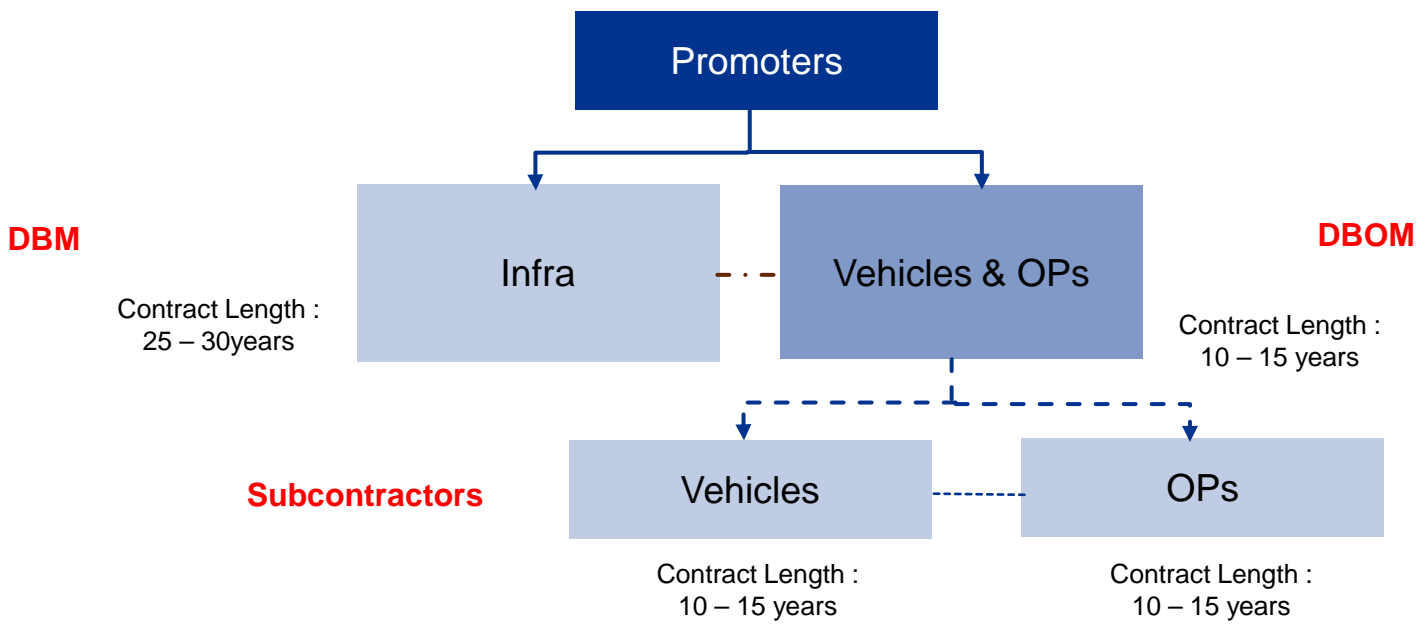 Promoters
DBM
Infra
Vehicles & OPs
DBOM
Contract Length :
25 – 30years
Contract Length :
10 – 15 years
Subcontractors
Vehicles
OPs
Contract Length :
10 – 15 years
Contract Length :
10 – 15 years